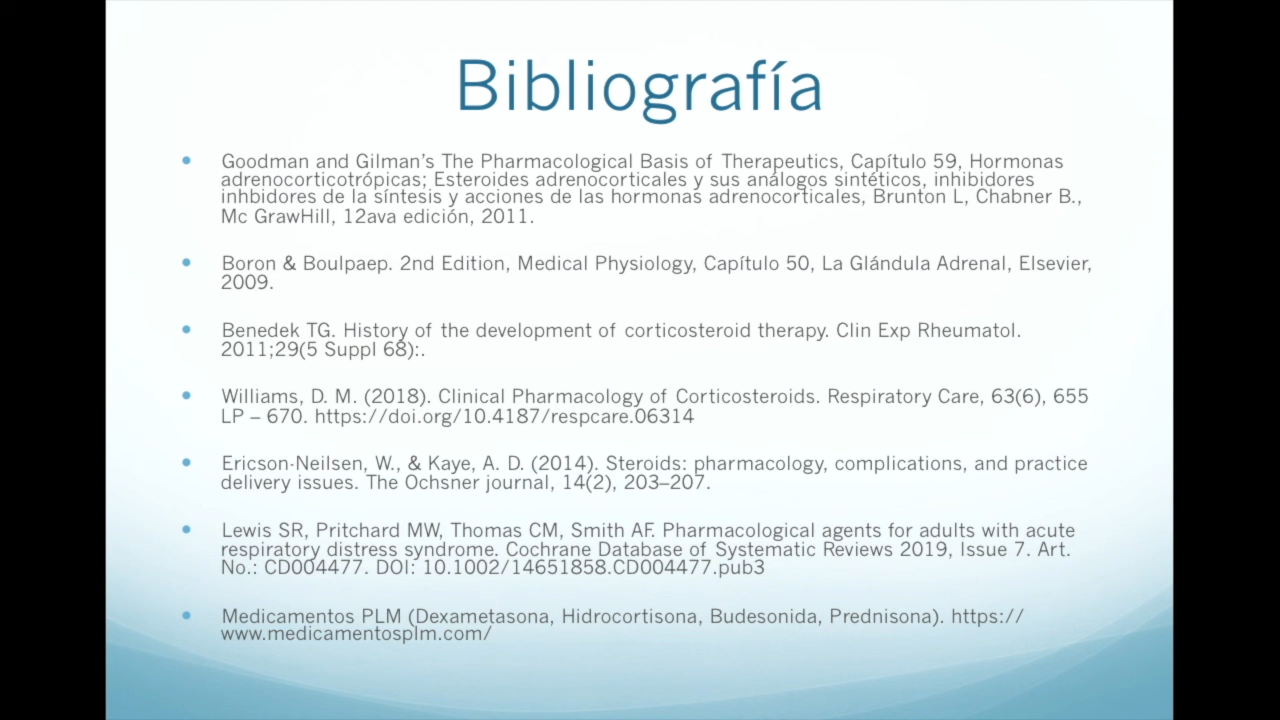 Bibliografía
• Goodman and Gilman's The Pharmacological Basis of Therapeutics, Capítulo 59, Hormonas
adrenocorticotrópicas; Esteroides adrenocorticales y sus análogos sintéticos, inhibidores
inhbidores de la síntesis y acciones de las hormonas adrenocorticales, Brunton L, Chabner B.,
Mc GrawHill, 12ava edición, 2011.
• Boron & Boulpaep. 2nd Edition, Medical Physiology, Capítulo 50, La Glándula Adrenal, Elsevier,
2009.
• Benedek TG. History of the development of corticosteroid therapy. Clin Exp Rheumatol.
2011;29(5 Suppl 68):.
• Williams, D. M. (2018). Clinical Pharmacology of Corticosteroids. Respiratory Care, 63(6), 655
LP – 670. https://doi.org/10.4187/respcare.06314
• Ericson-Neilsen, W., & Kaye, A. D. (2014). Steroids: pharmacology, complications, and practice
delivery issues. The Ochsner journal, 14(2), 203–207.
• Lewis SR, Pritchard MW, Thomas CM, Smith AF. Pharmacological agents for adults with acute
respiratory distress syndrome. Cochrane Database of Systematic Reviews 2019, Issue 7. Art.
No.: CD004477. DOI: 10.1002/14651858.CD004477.pub3
• Medicamentos PLM (Dexametasona, Hidrocortisona, Budesonida, Prednisona). https://
www.medicamentosplm.com/